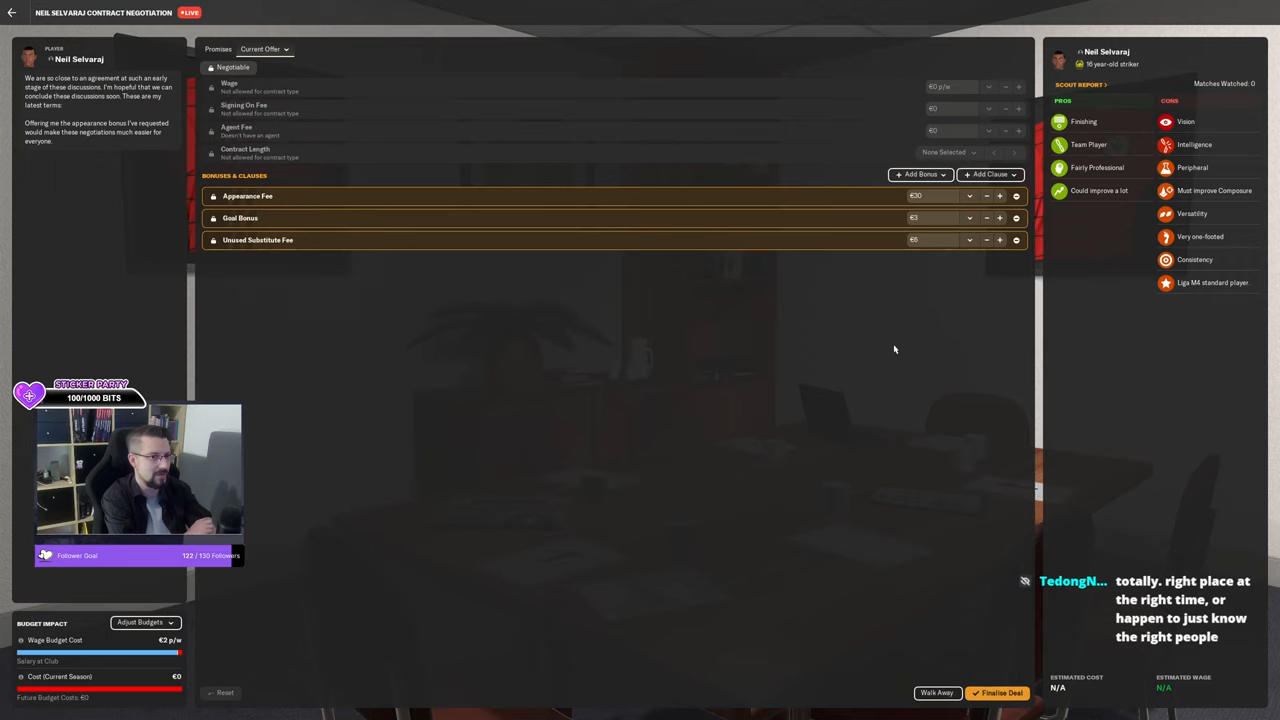 NEIL SELVARAJ CONTRACT NEGOTIATION
LIVE
PLAYER
Neil Selvaraj
We are so close to an agreement at such an early
stage of these discussions. I'm hopeful that we can
conclude these discussions soon. These are my
latest terms:
Offering me the appearance bonus I've requested
would make these negotiations much easier for
everyone.
Promises
Current Offer
Negotiable
Wage
Not allowed for contract type
€0 p/w
Signing On Fee
Not allowed for contract type
€0
Agent Fee
Doesn't have an agent
€0
Contract Length
Not allowed for contract type
None Selected
BONUSES & CLAUSES
Add Bonus
Add Clause
Appearance Fee
€30
Goal Bonus
€3
Unused Substitute Fee
€6
Neil Selvaraj
16 year-old striker
SCOUT REPORT
Matches Watched: 0
PROS
CONS
Finishing
Vision
Team Player
Intelligence
Fairly Professional
Peripheral
Could improve a lot
Must improve Composure
Versatility
Very one-footed
Consistency
Liga M4 standard player.
STICKER PARTY
100/1000 BITS
Follower Goal
122 / 130 Followers
TedongN... totally. right place at
the right time, or
happen to just know
the right people
BUDGET IMPACT
Adjust Budgets
Wage Budget Cost
€2 p/w
Salary at Club
Cost (Current Season)
€0
Future Budget Costs: €0
Reset
Walk Away
Finalise Deal
ESTIMATED COST
N/A
ESTIMATED WAGE
N/A